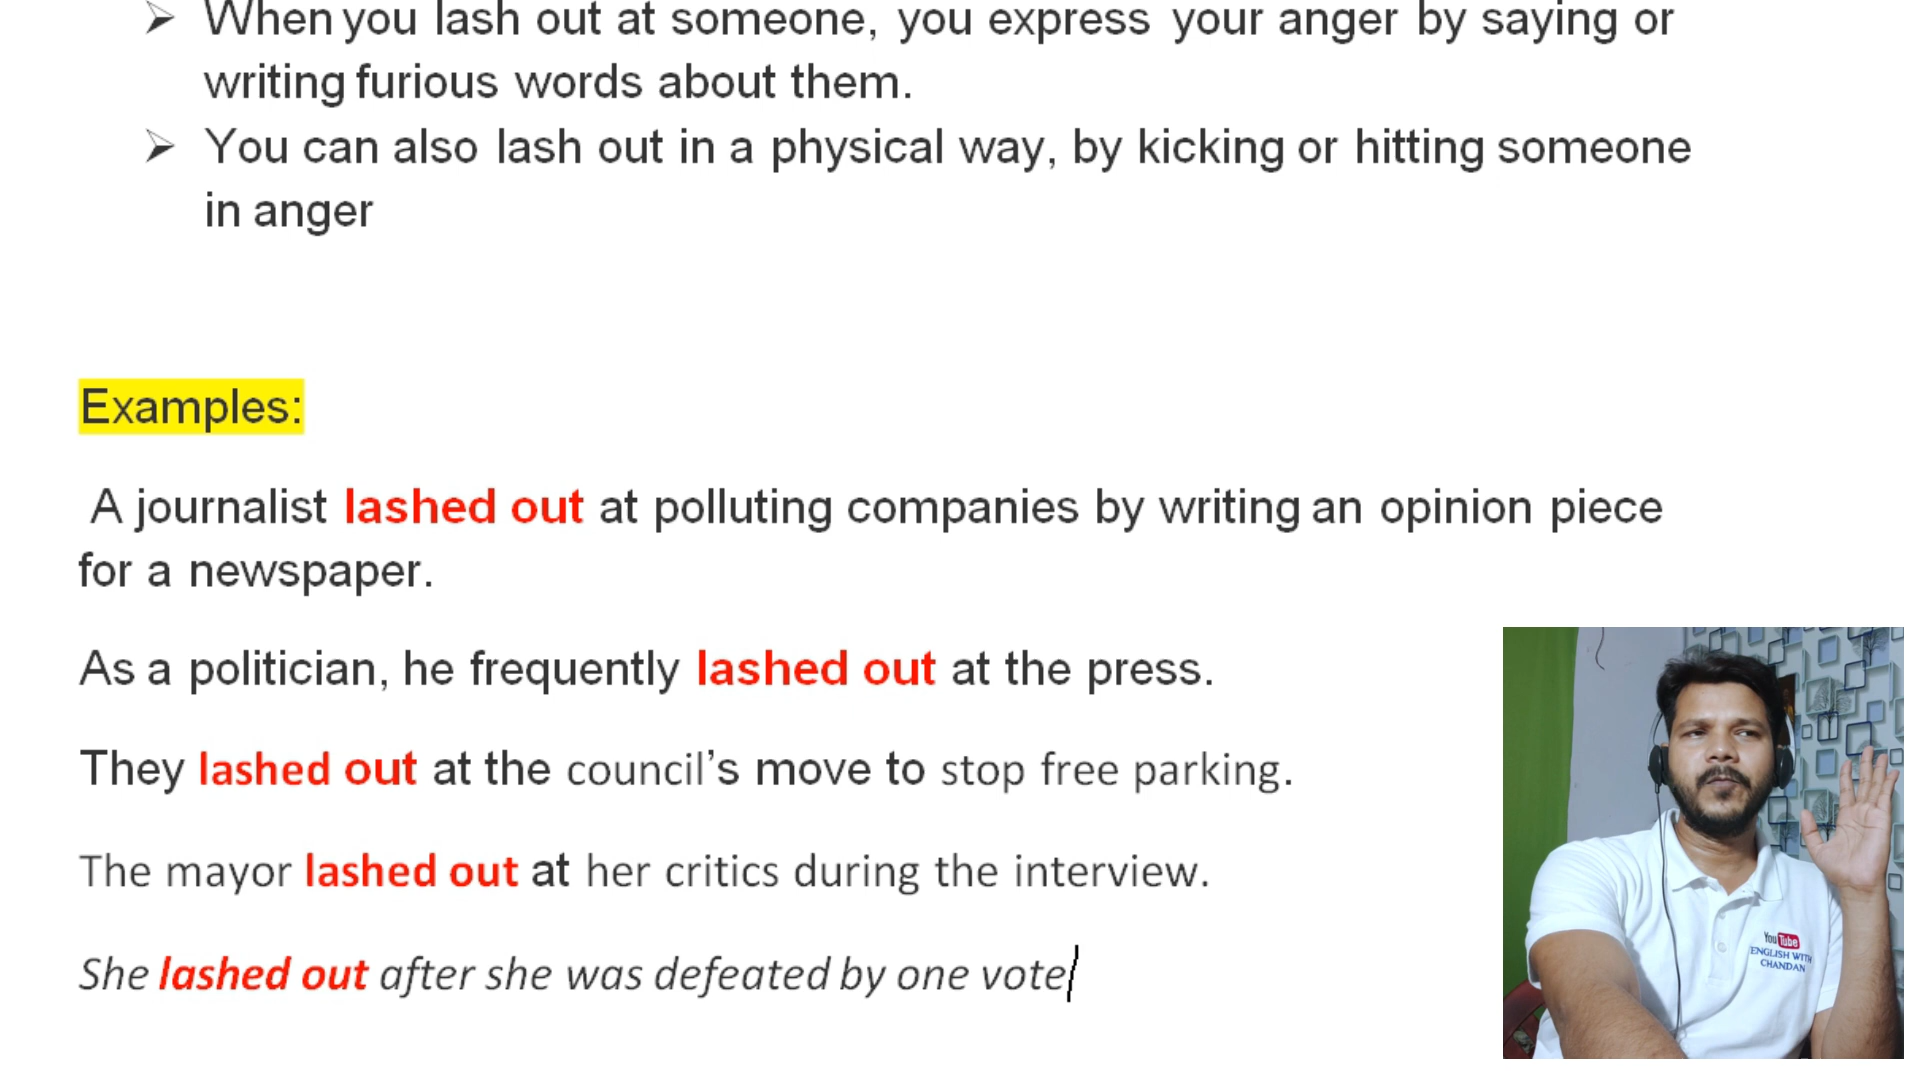 ➢ When you lash out at someone, you express your anger by saying or
writing furious words about them.
➢ You can also lash out in a physical way, by kicking or hitting someone
in anger
Examples:
A journalist lashed out at polluting companies by writing an opinion piece
for a newspaper.
As a politician, he frequently lashed out at the press.
They lashed out at the council's move to stop free parking.
The mayor lashed out at her critics during the interview.
She lashed out after she was defeated by one vote
YouTube
ENGLISH WITH
CHANDAN